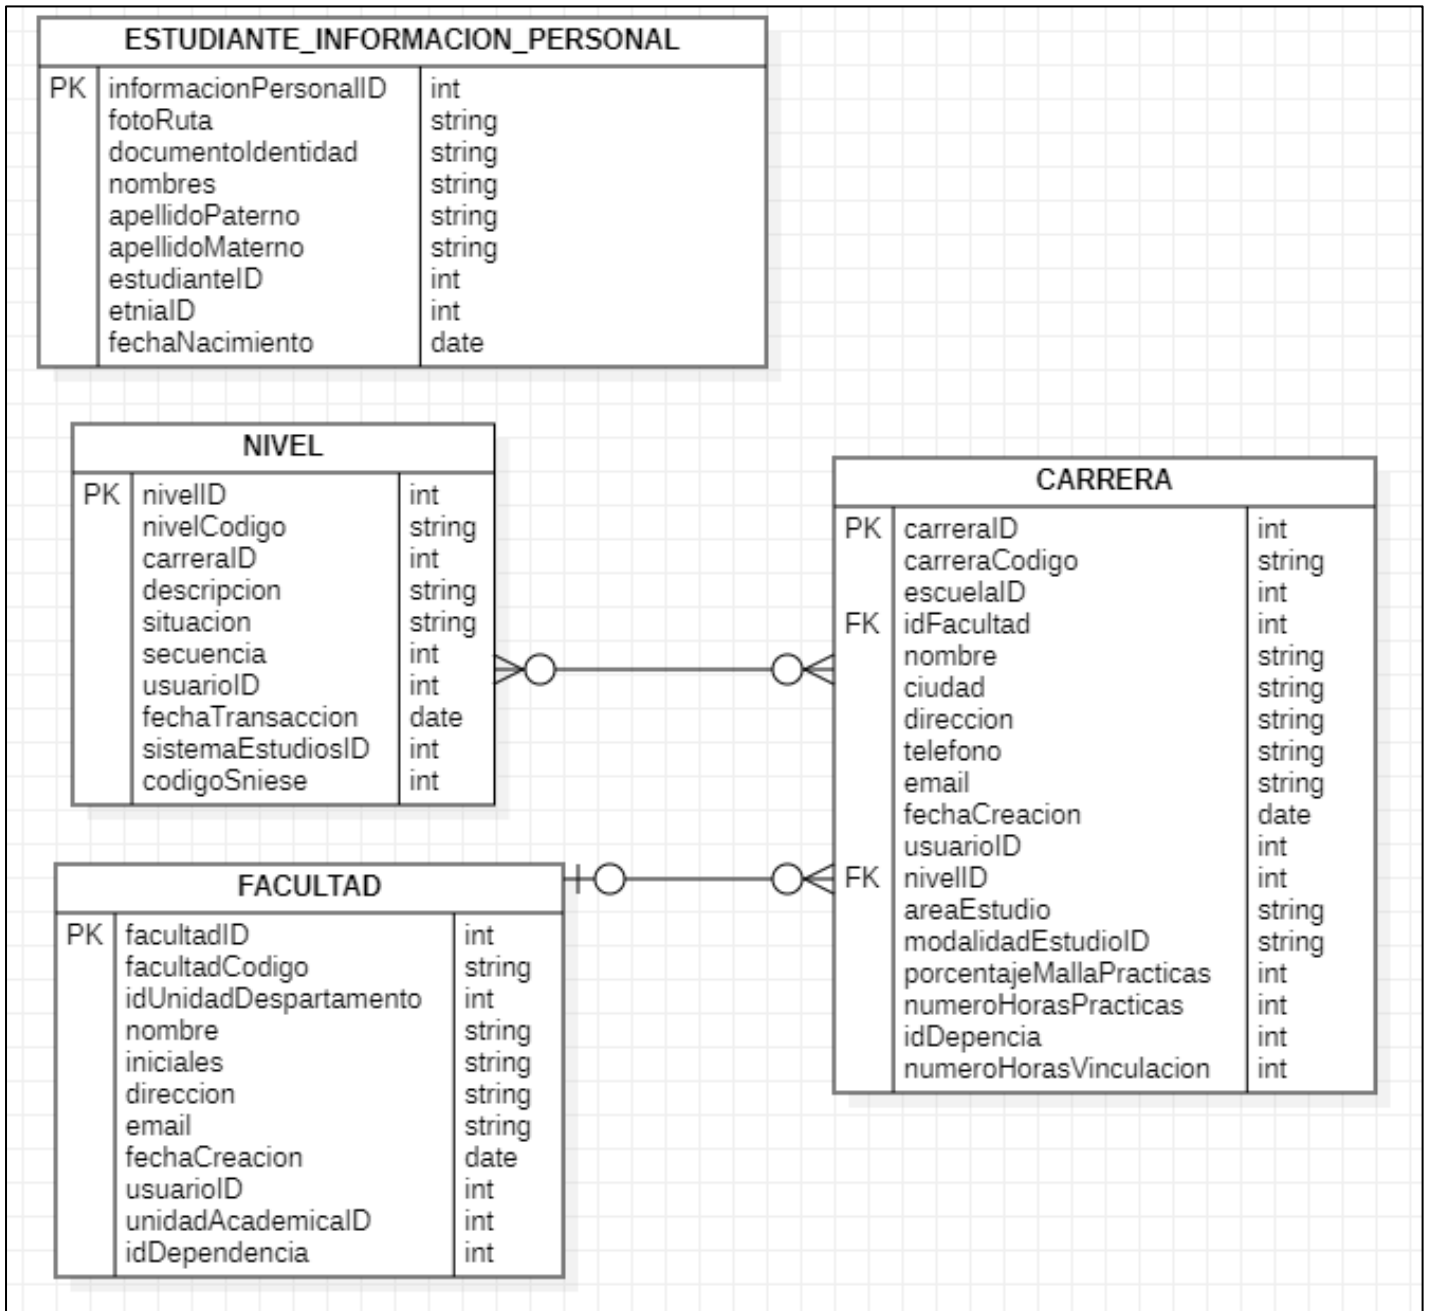 ESTUDIANTE_INFORMACION_PERSONAL
PK informacionPersonalID int
fotoRuta string
documentoIdentidad string
nombres string
apellidoPaterno string
apellidoMaterno string
estudianteID int
etniaID int
fechaNacimiento date
NIVEL
PK nivelID int
nivelCodigo string
carreraID int
descripcion string
situacion string
secuencia int
usuarioID int
fechaTransaccion date
sistemaEstudiosID int
codigoSniese int
CARRERA
PK carreraID int
carreraCodigo string
escuelaID int
FK idFacultad int
nombre string
ciudad string
direccion string
telefono string
email string
fechaCreacion date
usuarioID int
FK nivelID int
areaEstudio string
modalidadEstudioID string
porcentajeMallaPracticas int
numeroHorasPracticas int
idDepencia int
numeroHorasVinculacion int
FACULTAD
PK facultadID int
facultadCodigo string
idUnidadDespartamento int
nombre string
iniciales string
direccion string
email string
fechaCreacion date
usuarioID int
unidadAcademicaID int
idDependencia int